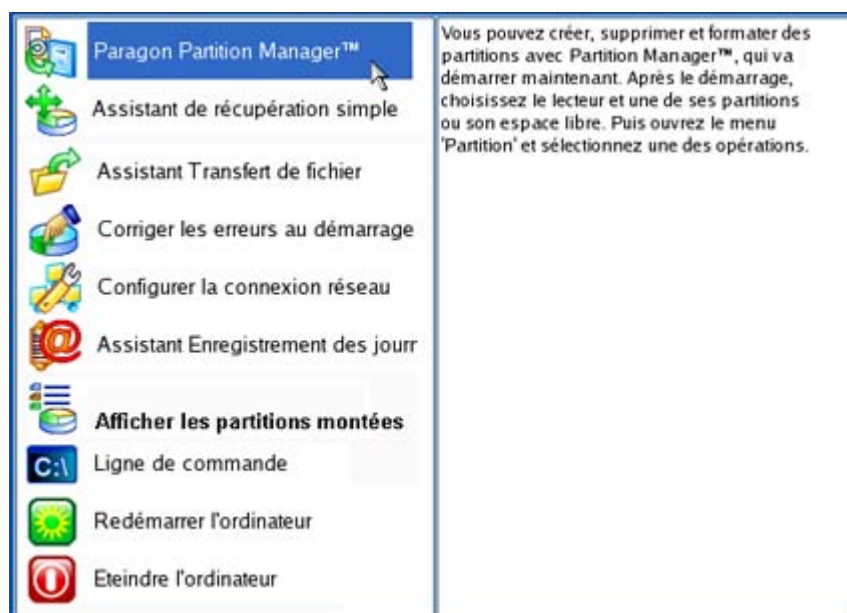 Paragon Partition Manager™
Assistant de récupération simple
Assistant Transfert de fichier
Corriger les erreurs au démarrage
Configurer la connexion réseau
Assistant Enregistrement des jourr
Afficher les partitions montées
C:\
Ligne de commande
Redémarrer l'ordinateur
Eteindre l'ordinateur
Vous pouvez créer, supprimer et formater des
partitions avec Partition Manager™, qui va
démarrer maintenant. Après le démarrage,
choisissez le lecteur et une de ses partitions
ou son espace libre. Puis ouvrez le menu
'Partition' et sélectionnez une des opérations.